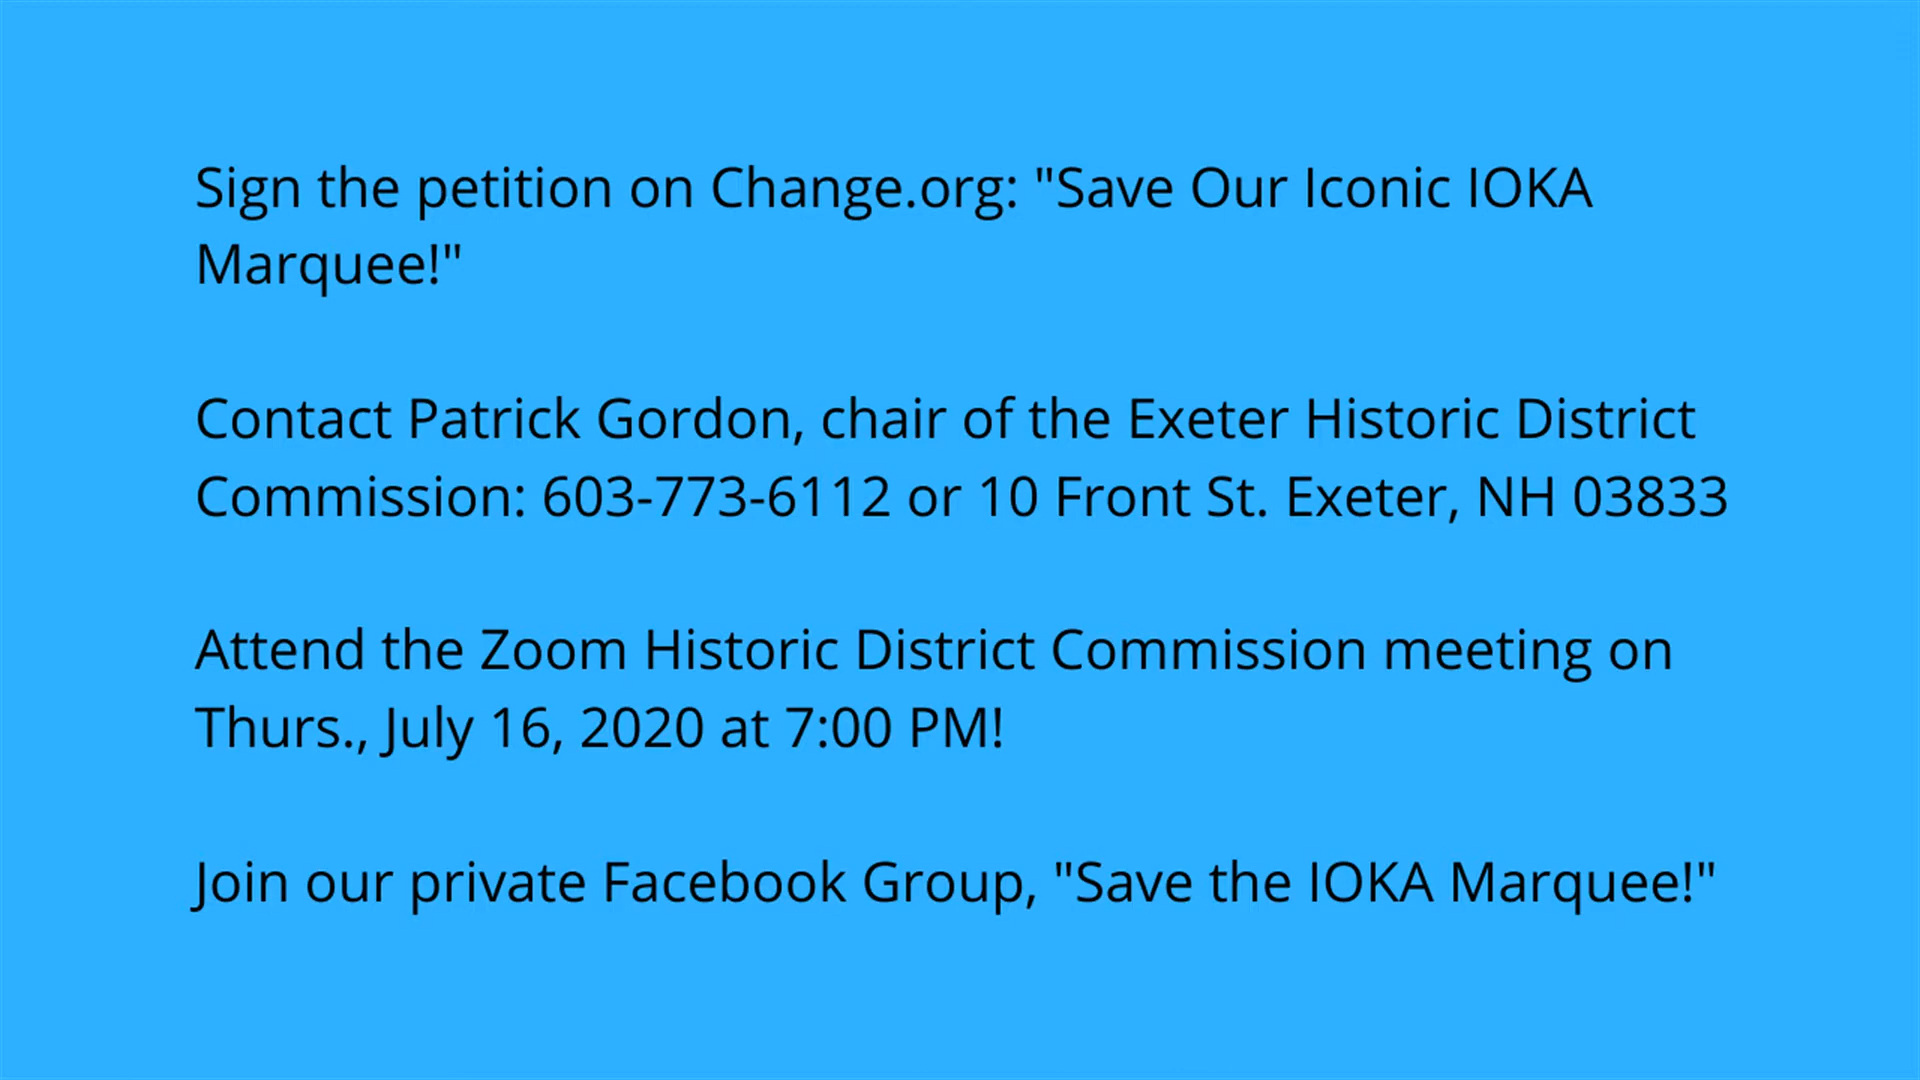 Sign the petition on Change.org: "Save Our Iconic IOKA
Marquee!"
Contact Patrick Gordon, chair of the Exeter Historic District
Commission: 603-773-6112 or 10 Front St. Exeter, NH 03833
Attend the Zoom Historic District Commission meeting on
Thurs., July 16, 2020 at 7:00 PM!
Join our private Facebook Group, "Save the IOKA Marquee!"